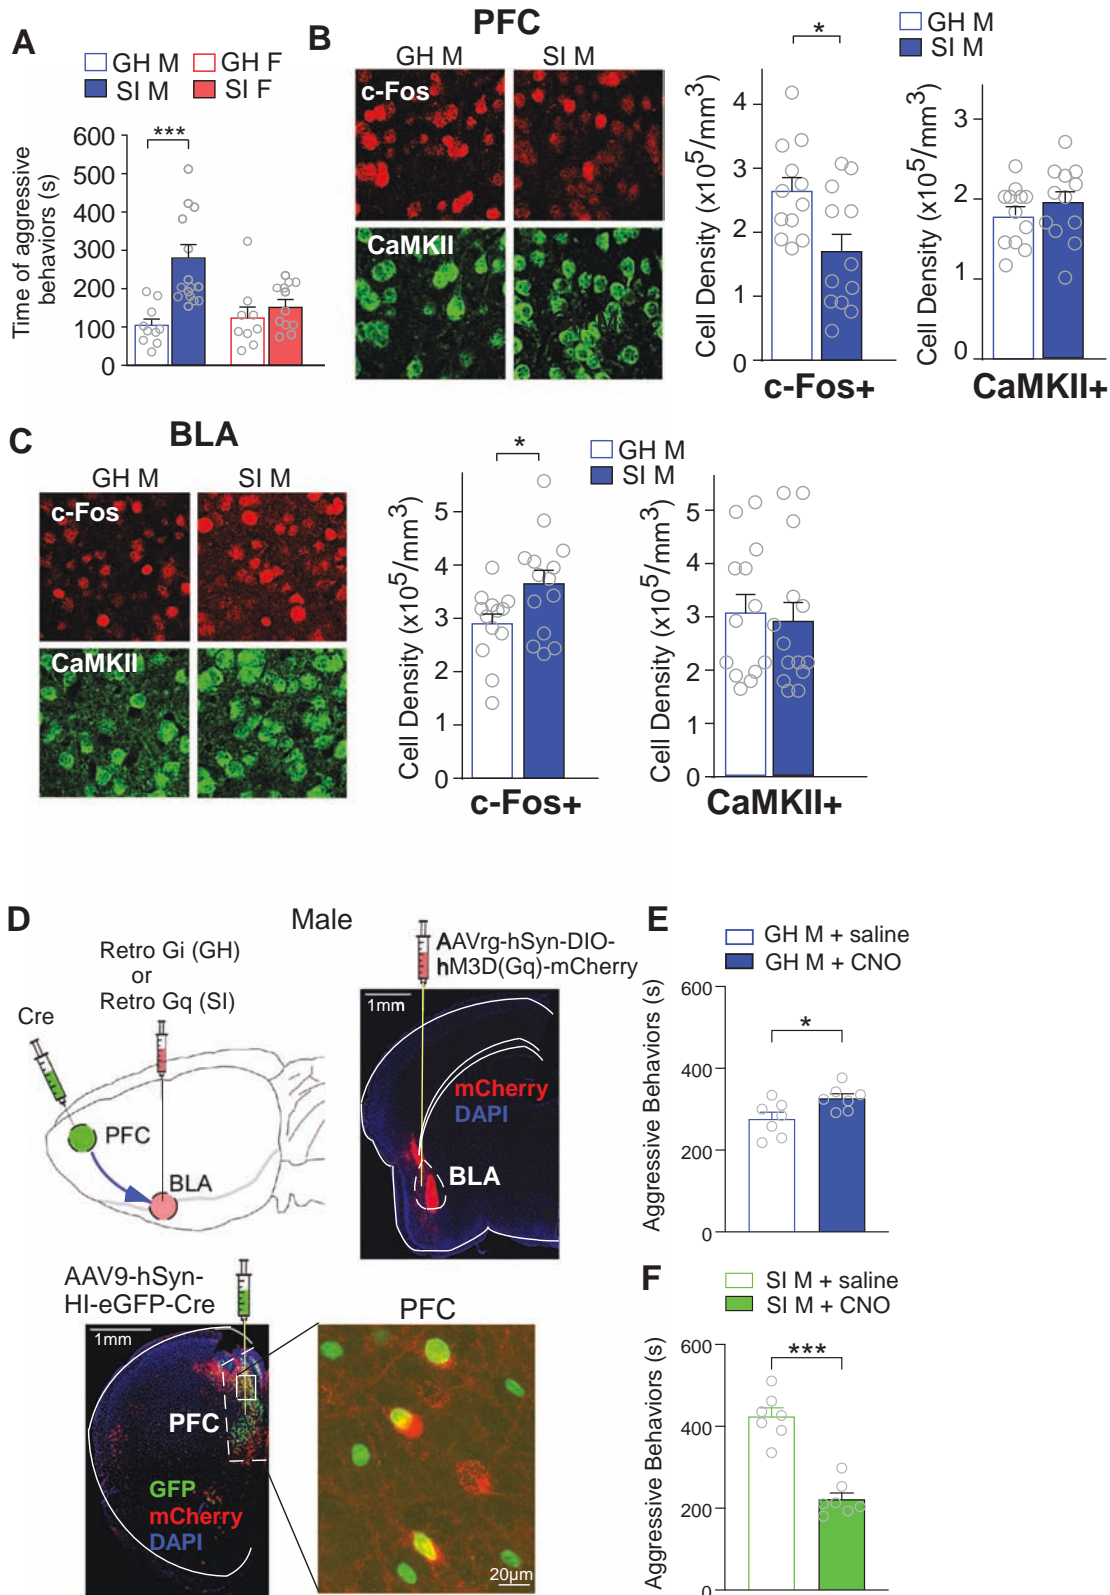 A
GH M
GH F
SI M
SI F
Time of aggressive
behaviors (s)
600
500
400
300
200
100
0
***
B
PFC
GH M
SI M
c-Fos
CaMKII
GH M
SI M
*
Cell Density (x10^5/mm^3)
4
3
2
1
0
c-Fos+
Cell Density (x10^5/mm^3)
3
2
1
0
CaMKII+
C
BLA
GH M
SI M
c-Fos
CaMKII
*
GH M
SI M
Cell Density (x10^5/mm^3)
5
4
3
2
1
0
c-Fos+
Cell Density (x10^5/mm^3)
5
4
3
2
1
0
CaMKII+
D
Male
Retro Gi (GH)
or
Retro Gq (SI)
Cre
PFC
BLA
AAVrg-hSyn-DIO-
hM3D(Gq)-mCherry
1mm
mCherry
DAPI
BLA
AAV9-hSyn-
HI-eGFP-Cre
1mm
PFC
GFP
mCherry
DAPI
PFC
20μm
E
GH M + saline
GH M + CNO
Aggressive Behaviors (s)
600
400
200
0
*
F
SI M + saline
SI M + CNO
Aggressive Behaviors (s)
600
400
200
0
***